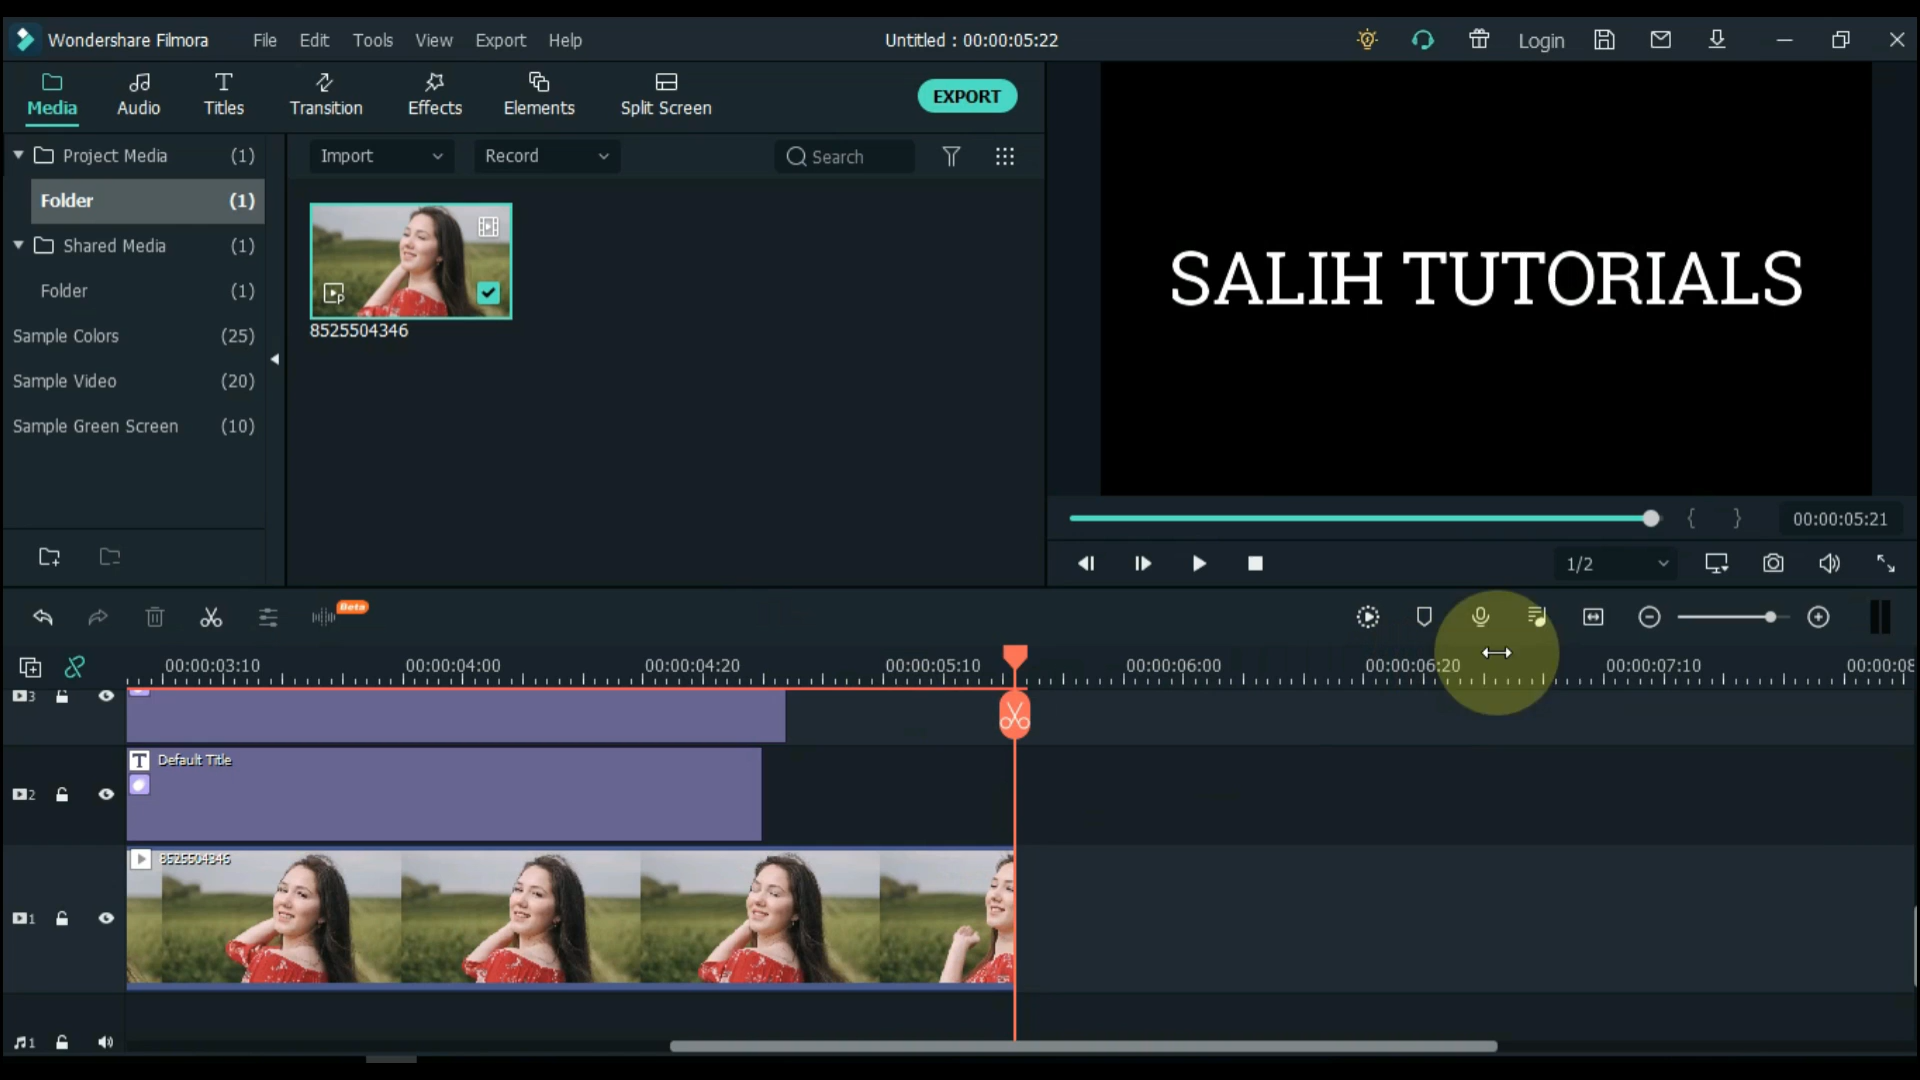 Wondershare Filmora File Edit Tools View Export Help Untitled : 00:00:05:22 Login
Media Audio Titles Transition Effects Elements Split Screen EXPORT
Project Media (1) Import Record Search
Folder (1)
Shared Media (1)
Folder (1)
8525504346
Sample Colors (25)
Sample Video (20)
Sample Green Screen (10)
SALIH TUTORIALS
00:00:05:21
1/2
Beta
00:00:03:10 00:00:04:00 00:00:04:20 00:00:05:10 00:00:06:00 00:00:06:20 00:00:07:10 00:00:08
3
T Default Title
2
8525504346
1
1